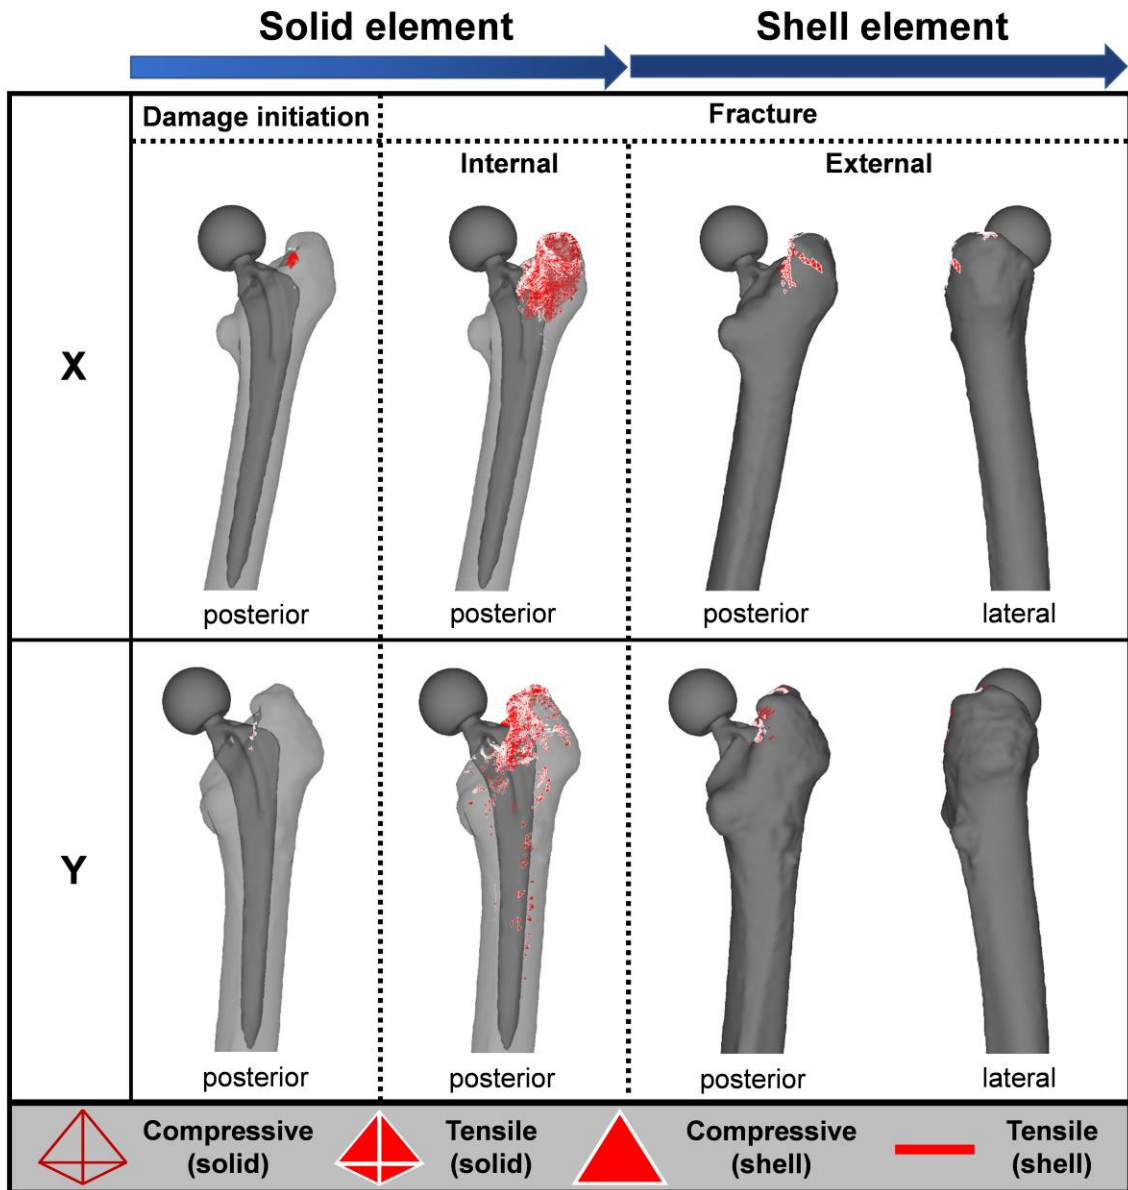 Solid element
Shell element
Damage initiation
Fracture
Internal
External
X
posterior
posterior
posterior
lateral
Y
posterior
posterior
posterior
lateral
Compressive
(solid)
Tensile
(solid)
Compressive
(shell)
Tensile
(shell)